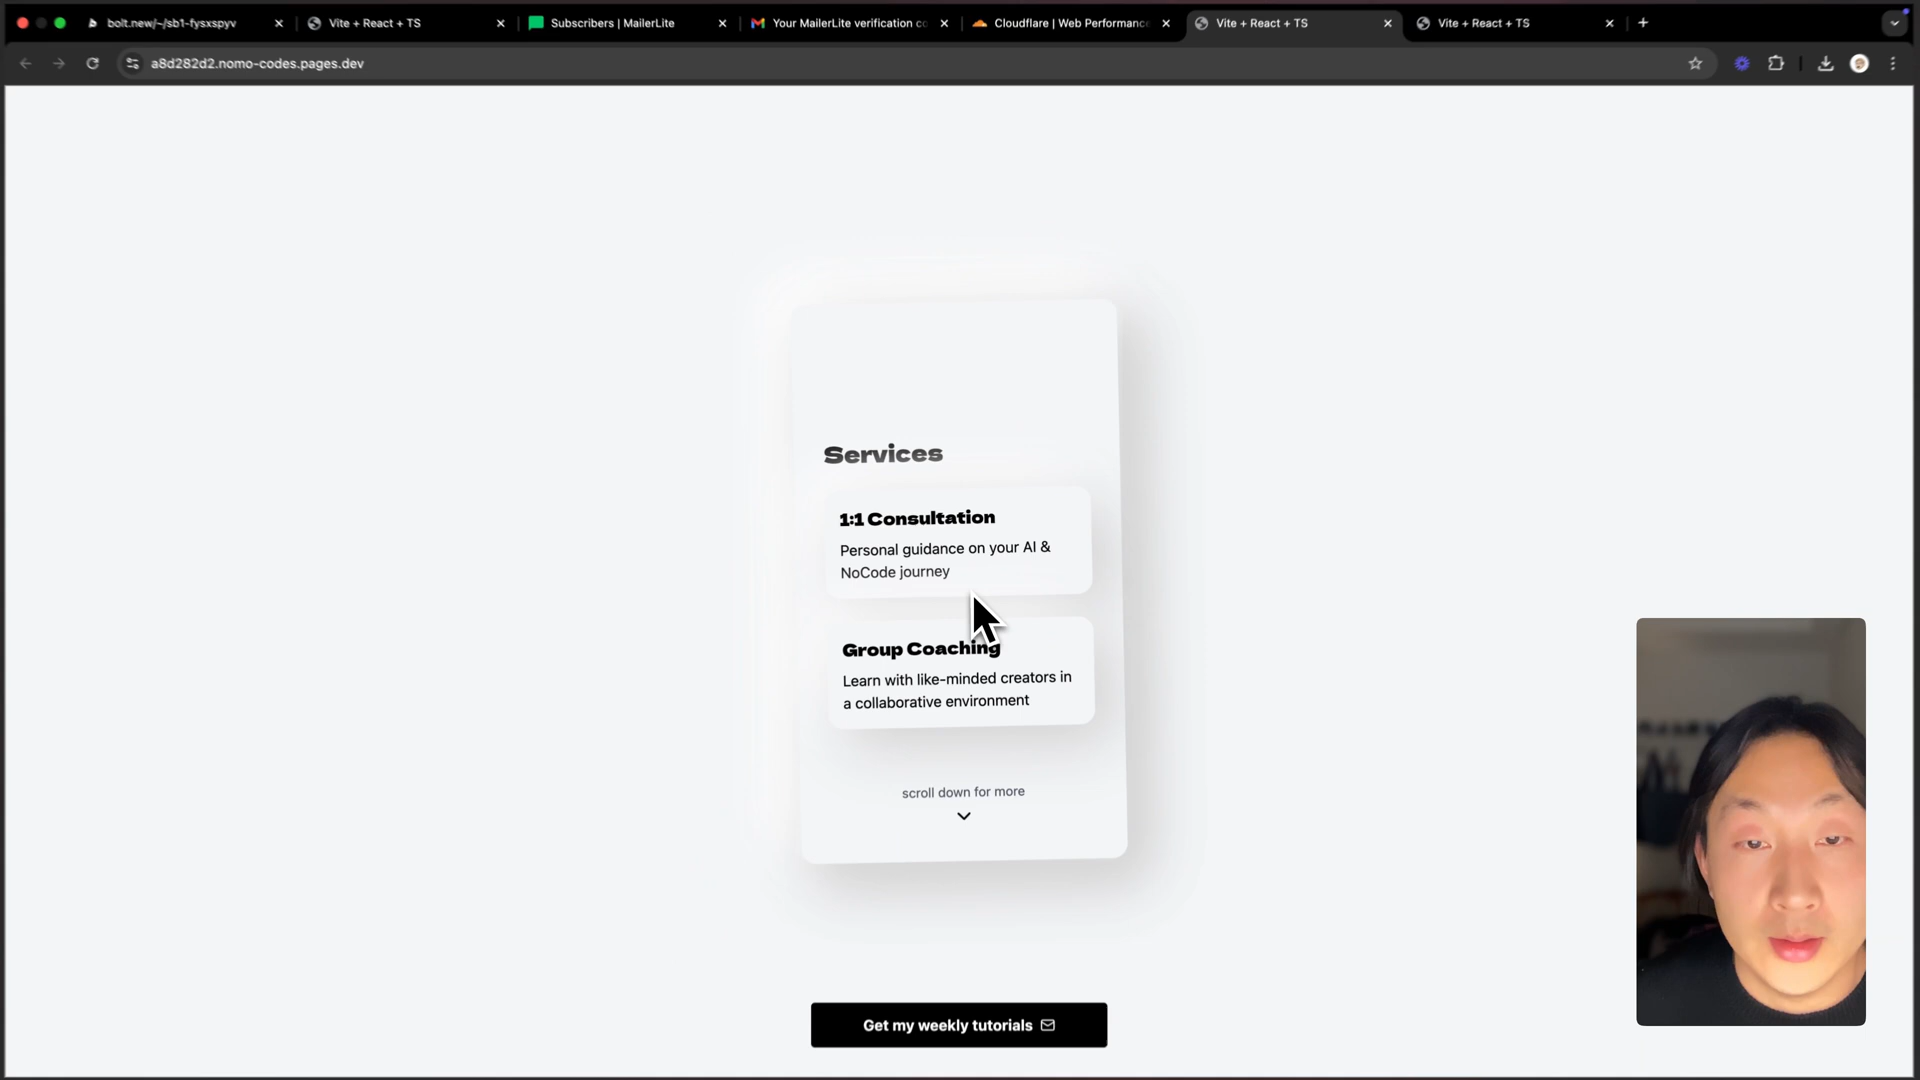 bolt.new/~/sb1-fysxspyv
Vite + React + TS
Subscribers | MailerLite
Your MailerLite verification co
Cloudflare | Web Performance
Vite + React + TS
Vite + React + TS
a8d282d2.nomo-codes.pages.dev
Services
1:1 Consultation
Personal guidance on your AI &
NoCode journey
Group Coaching
Learn with like-minded creators in
a collaborative environment
scroll down for more
Get my weekly tutorials